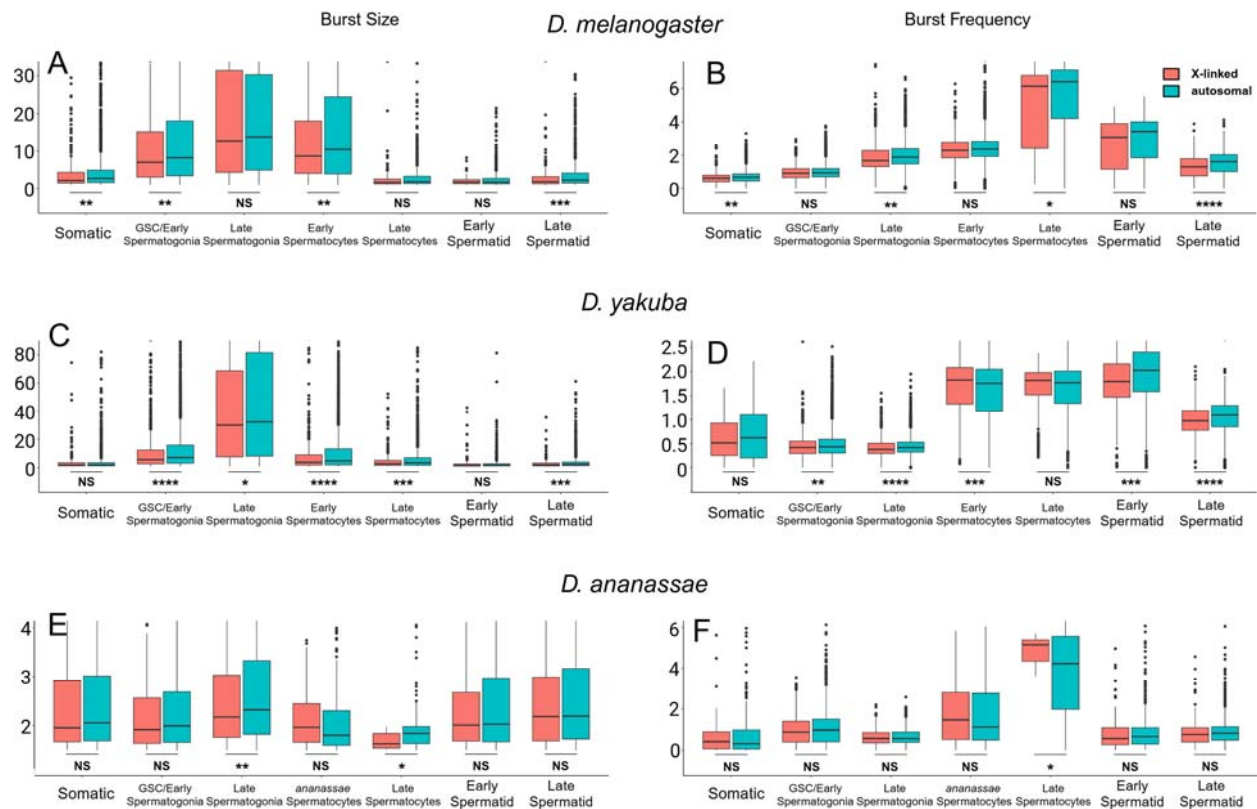 Burst Size
D. melanogaster
Burst Frequency
A
30
20
10
0
** ** NS ** NS NS ***
Somatic GSC/Early Spermatogonia Late Spermatogonia Early Spermatocytes Late Spermatocytes Early Spermatid Late Spermatid
B
X-linked
autosomal
6
4
2
0
** NS ** NS * NS ****
Somatic GSC/Early Spermatogonia Late Spermatogonia Early Spermatocytes Late Spermatocytes Early Spermatid Late Spermatid
D. yakuba
C
80
60
40
20
0
NS **** * **** *** NS ***
Somatic GSC/Early Spermatogonia Late Spermatogonia Early Spermatocytes Late Spermatocytes Early Spermatid Late Spermatid
D
2.5
2.0
1.5
1.0
0.5
0
NS ** **** *** NS *** ****
Somatic GSC/Early Spermatogonia Late Spermatogonia Early Spermatocytes Late Spermatocytes Early Spermatid Late Spermatid
D. ananassae
E
4
3
2
NS NS ** NS * NS NS
Somatic GSC/Early Spermatogonia Late Spermatogonia ananassae Spermatocytes Late Spermatocytes Early Spermatid Late Spermatid
F
6
4
2
0
NS NS NS NS * NS NS
Somatic GSC/Early Spermatogonia Late Spermatogonia ananassae Spermatocytes Late Spermatocytes Early Spermatid Late Spermatid